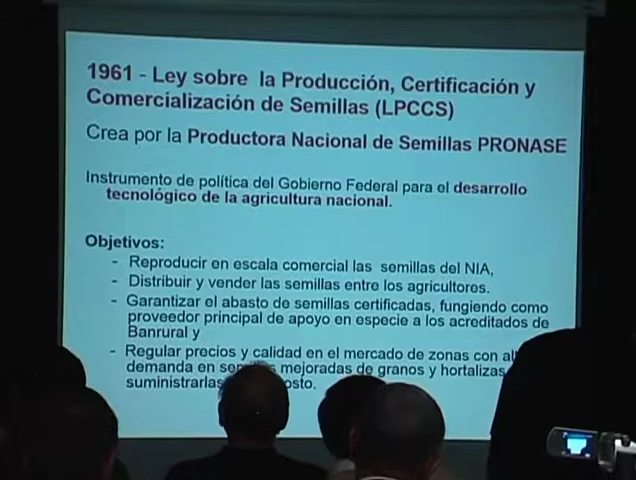 1961 - Ley sobre la Producción, Certificación y
Comercialización de Semillas (LPCCS)
Crea por la Productora Nacional de Semillas PRONASE
Instrumento de política del Gobierno Federal para el desarrollo
tecnológico de la agricultura nacional.
Objetivos:
- Reproducir en escala comercial las semillas del NIA,
- Distribuir y vender las semillas entre los agricultores.
- Garantizar el abasto de semillas certificadas, fungiendo como
proveedor principal de apoyo en especie a los acreditados de
Banrural y
- Regular precios y calidad en el mercado de zonas con
demanda en mejoradas de granos y hortalizas
suministrarlas